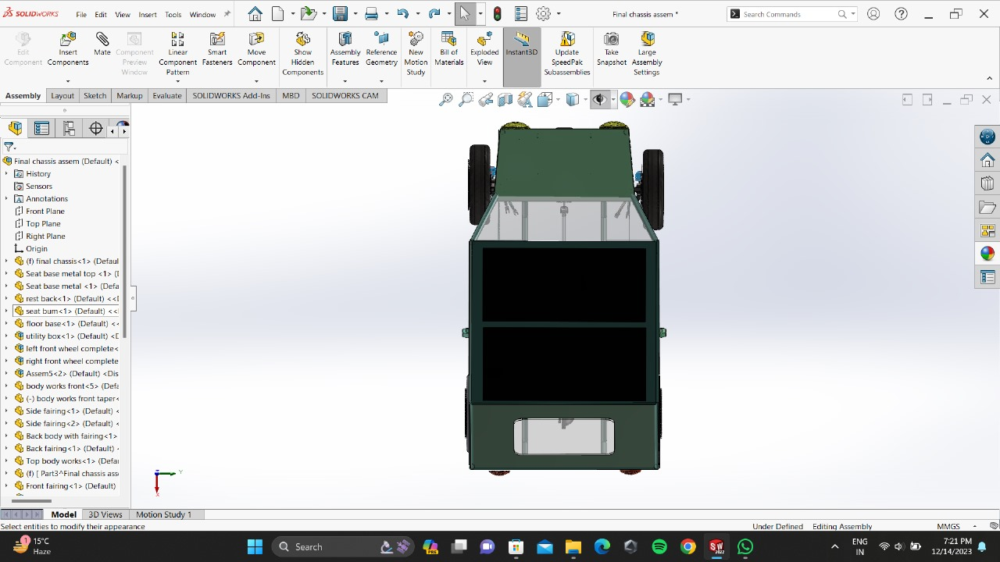 SOLIDWORKS File Edit View Insert Tools Window Final chassis assem * Search Commands
Edit Component
Insert Components
Mate
Component Preview Window
Linear Component Pattern
Smart Fasteners
Move Component
Show Hidden Components
Assembly Features
Reference Geometry
New Motion Study
Bill of Materials
Exploded View
Instant3D
Update SpeedPak Subassemblies
Take Snapshot
Large Assembly Settings
Assembly Layout Sketch Markup Evaluate SOLIDWORKS Add-Ins MBD SOLIDWORKS CAM
Final chassis assem (Default) <
History
Sensors
Annotations
Front Plane
Top Plane
Right Plane
Origin
(f) final chassis<1> (Defaul
Seat base metal top <1> (D
Seat base metal <1> (Defa
rest back<1> (Default) <<D
seat bum<1> (Default) <<
floor base<1> (Default) <<
utility box<1> (Default) <D
left front wheel complete<
right front wheel complete
Assem5<2> (Default) <Dis
body works front<5> (Defa
(-) body works front taper<
Side fairing<1> (Default) <
Side fairing<2> (Default) <
Back body with fairing<1>
Back fairing<1> (Default) <
Top body works<1> (Defau
(f) [ Part3^Final chassis ass
Front fairing<1> (Default)
Y
X
Model 3D Views Motion Study 1
Select entities to modify their appearance Under Defined Editing Assembly MMGS
1
15°C
Haze
Search
PRE
SW
2022
ENG
IN
7:21 PM
12/14/2023